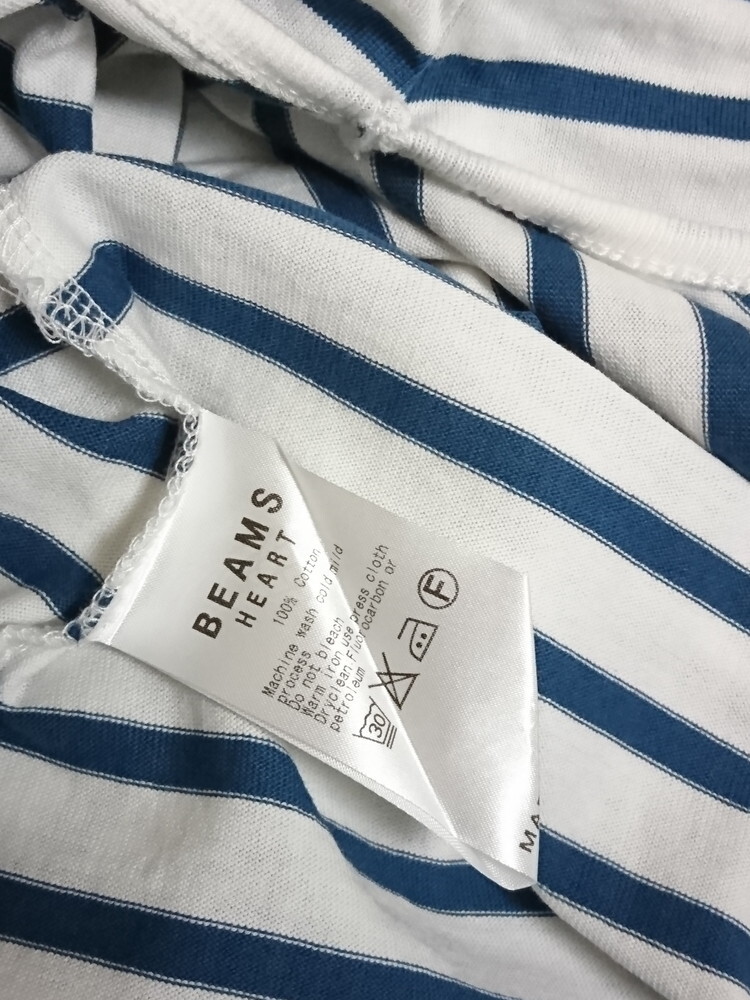 BEAMS
HEART
100% Cotton
Machine wash cold mild
process
Do not bleach
Warm iron use press cloth
Dryclean Fluorocarbon or
petroleum
30
F
MA